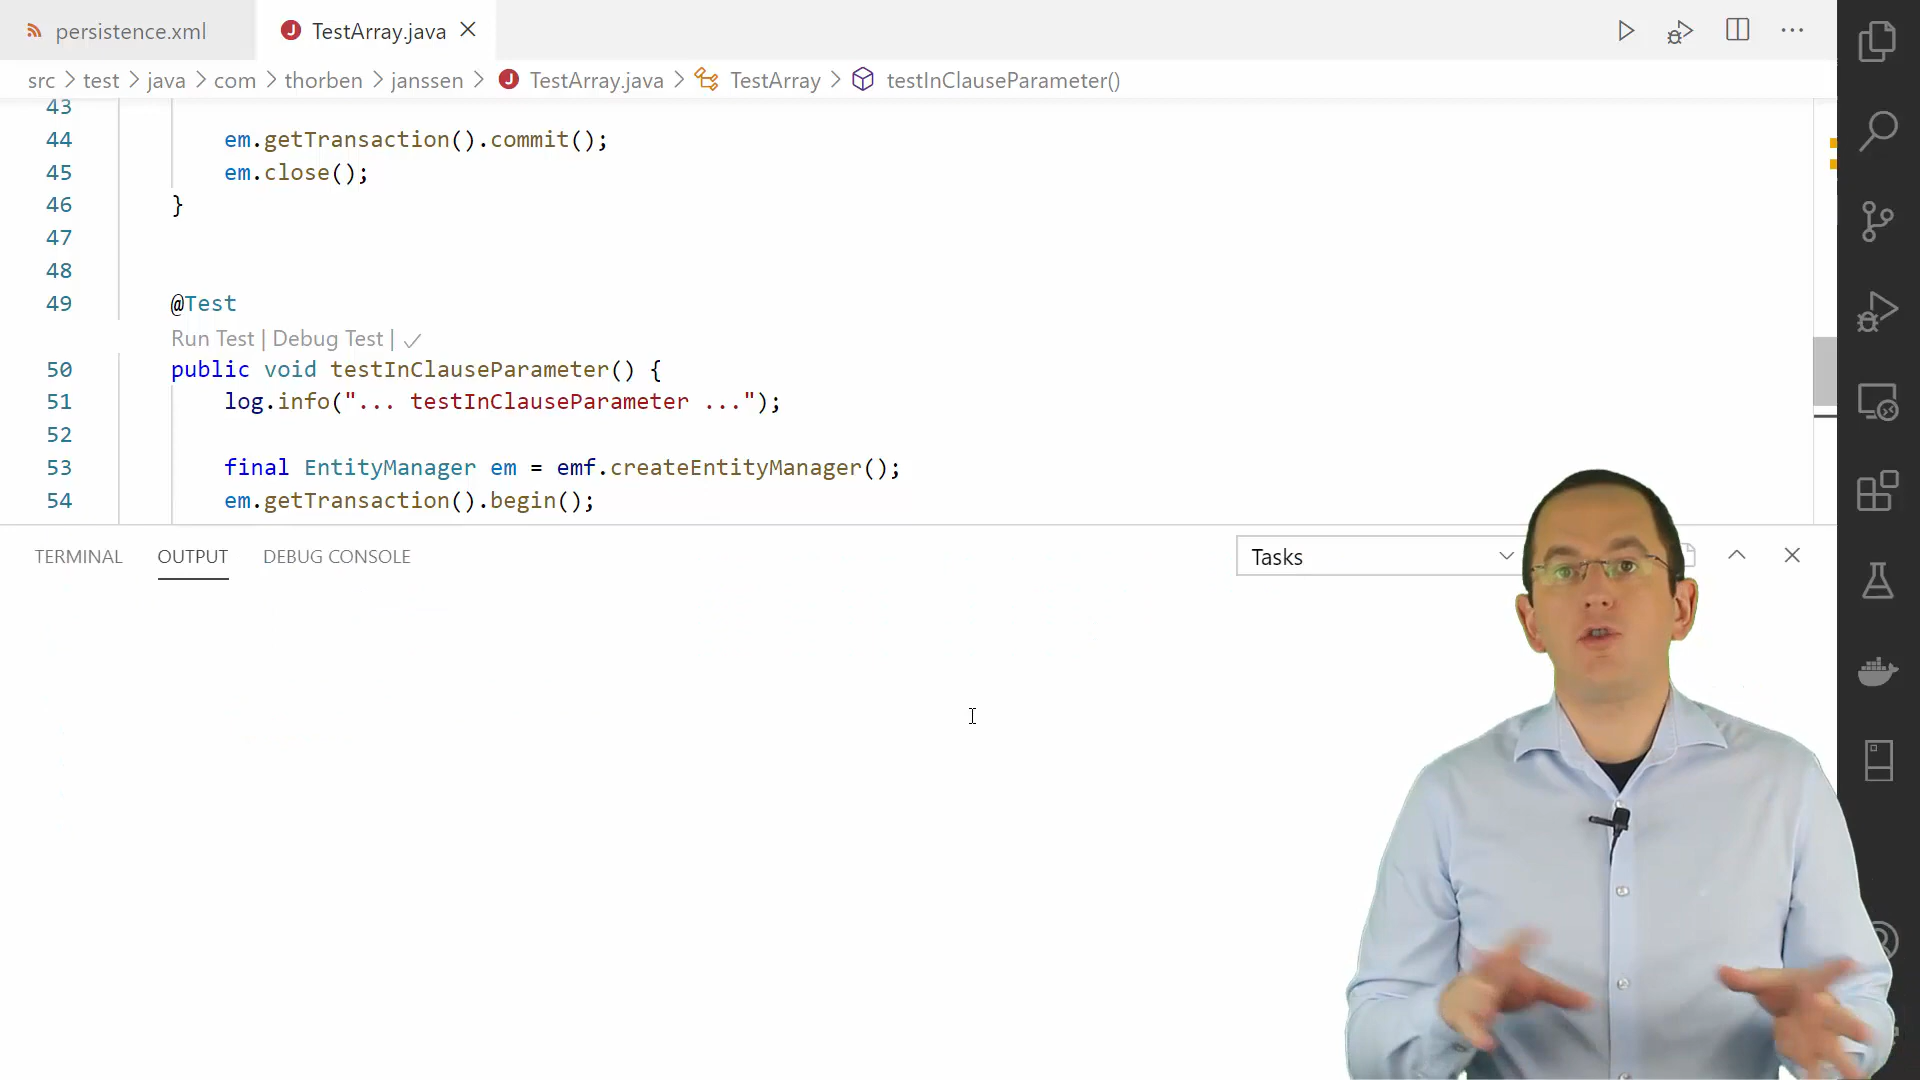 persistence.xml
TestArray.java
src > test > java > com > thorben > janssen > TestArray.java > TestArray > testInClauseParameter()
43
44 em.getTransaction().commit();
45 em.close();
46 }
47
48
49 @Test
Run Test | Debug Test |
50 public void testInClauseParameter() {
51 log.info("... testInClauseParameter ...");
52
53 final EntityManager em = emf.createEntityManager();
54 em.getTransaction().begin();
TERMINAL
OUTPUT
DEBUG CONSOLE
Tasks